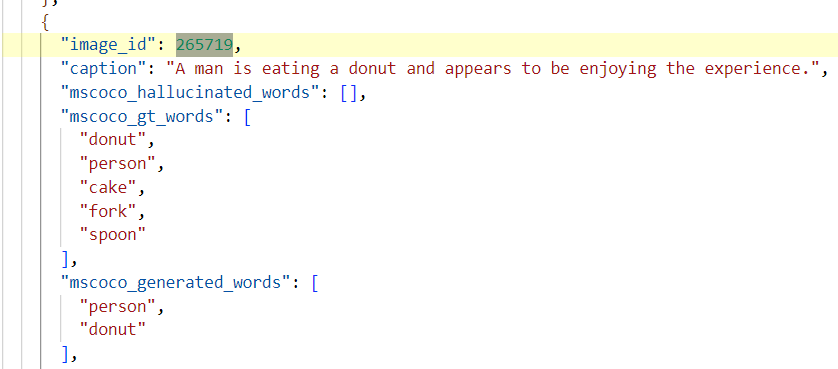 },
{
"image_id": 265719,
"caption": "A man is eating a donut and appears to be enjoying the experience.",
"mscoco_hallucinated_words": [],
"mscoco_gt_words": [
"donut",
"person",
"cake",
"fork",
"spoon"
],
"mscoco_generated_words": [
"person",
"donut"
],